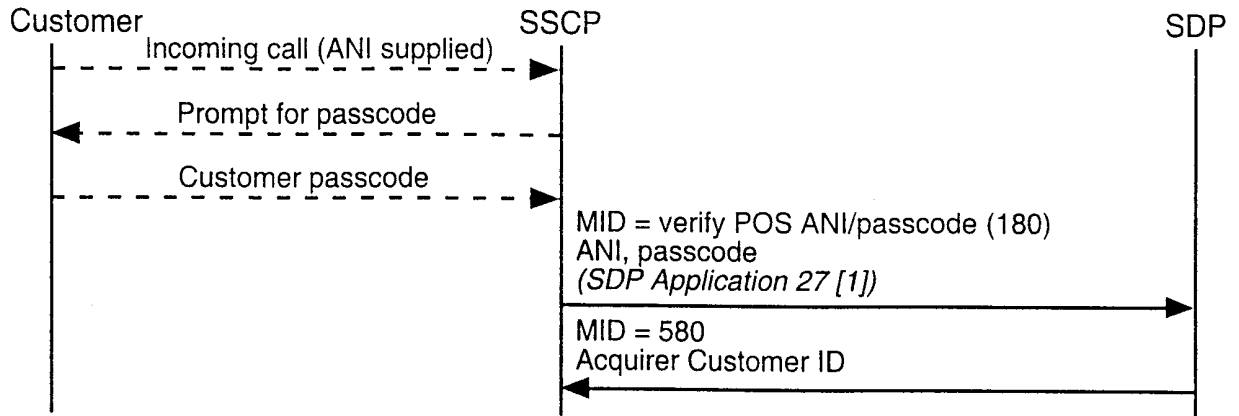 Customer
SSCP
SDP
Incoming call (ANI supplied)
Prompt for passcode
Customer passcode
MID = verify POS ANI/passcode (180)
ANI, passcode
(SDP Application 27 [1])
MID = 580
Acquirer Customer ID